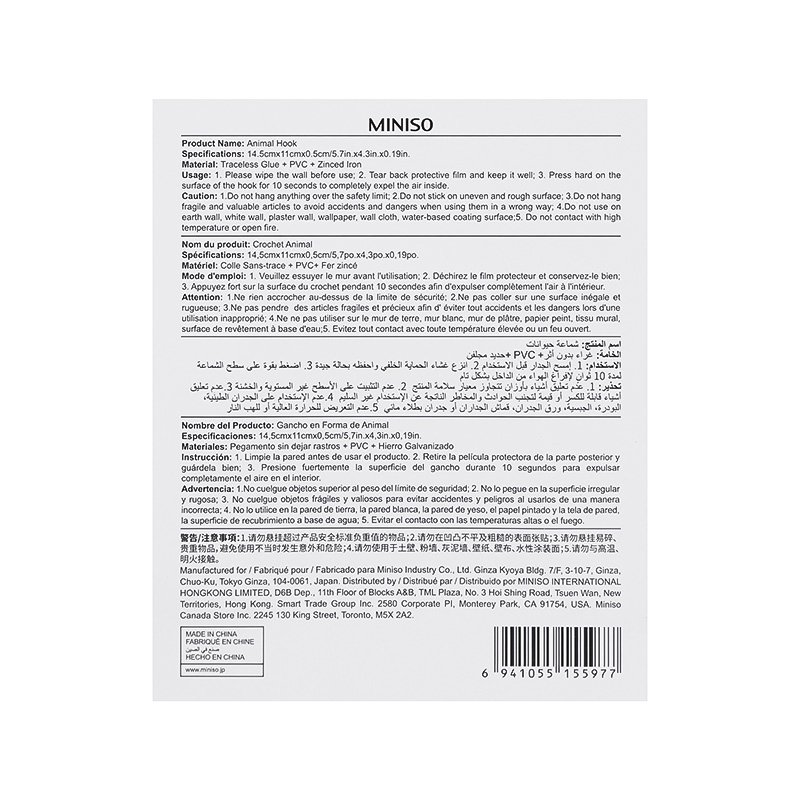 MINISO
Product Name: Animal Hook
Specifications: 14.5cmx11cmx0.5cm/5.7in.x4.3in.x0.19in.
Material: Traceless Glue + PVC + Zinced Iron
Usage: 1. Please wipe the wall before use; 2. Tear back protective film and keep it well; 3. Press hard on the
surface of the hook for 10 seconds to completely expel the air inside.
Caution: 1.Do not hang anything over the safety limit; 2.Do not stick on uneven and rough surface; 3.Do not hang
fragile and valuable articles to avoid accidents and dangers when using them in a wrong way; 4.Do not use on
earth wall, white wall, plaster wall, wallpaper, wall cloth, water-based coating surface;5. Do not contact with high
temperature or open fire.
Nom du produit: Crochet Animal
Spécifications: 14,5cmx11cmx0,5cm/5,7po.x4,3po.x0,19po.
Matériel: Colle Sans-trace + PVC+ Fer zincé
Mode d'emploi: 1. Veuillez essuyer le mur avant l'utilisation; 2. Déchirez le film protecteur et conservez-le bien;
3. Appuyez fort sur la surface du crochet pendant 10 secondes afin d'expulser complètement l'air à l'intérieur.
Attention: 1.Ne rien accrocher au-dessus de la limite de sécurité; 2.Ne pas coller sur une surface inégale et
rugueuse; 3.Ne pas pendre des articles fragiles et précieux afin d' éviter tout accidents et les dangers lors d'une
utilisation inappropriée; 4.Ne ne pas utiliser sur le mur de terre, mur blanc, mur de plâtre, papier peint, tissu mural,
surface de revêtement à base d'eau;5. Evitez tout contact avec toute température élevée ou un feu ouvert.
اسم المنتج: شماعة حيوانات
الخامة: غراء بدون أثر+ PVC +حديد مجلفن
الاستخدام: 1. إمسح الجدار قبل الاستخدام 2. انزع غشاء الحماية الخلفي واحفظه بحالة جيدة 3. اضغط بقوة على سطح الشماعة
لمدة 10 ثوان لإفراغ الهواء من الداخل بشكل تام
تحذير: 1. عدم تعليق أشياء بأوزان تتجاوز معيار سلامة المنتج 2. عدم التثبيت على الأسطح غير المستوية والخشنة 3.عدم تعليق
أشياء قابلة للكسر أو قيمة لتجنب الحوادث والمخاطر الناتجة عن الاستخدام غير السليم 4.عدم الإستخدام على الجدران الطينية،
البودرة، الجبسية، ورق الجدران، قماش الجداران أو جدران بطلاء مائي 5.عدم التعريض للحرارة العالية أو للهب النار
Nombre del Producto: Gancho en Forma de Animal
Especificaciones: 14,5cmx11cmx0,5cm/5,7in.x4,3in.x0,19in.
Materiales: Pegamento sin dejar rastros + PVC + Hierro Galvanizado
Instrucción: 1. Limpie la pared antes de usar el producto. 2. Retire la película protectora de la parte posterior y
guárdela bien; 3. Presione fuertemente la superficie del gancho durante 10 segundos para expulsar
completamente el aire en el interior.
Advertencia: 1.No cuelgue objetos superior al peso del límite de seguridad; 2. No lo pegue en la superficie irregular
y rugosa; 3. No cuelgue objetos frágiles y valiosos para evitar accidentes y peligros al usarlos de una manera
incorrecta; 4.No lo utilice en la pared de tierra, la pared blanca, la pared de yeso, el papel pintado y la tela de pared,
la superficie de recubrimiento a base de agua; 5. Evitar el contacto con las temperaturas altas o el fuego.
警告/注意事项:1.请勿悬挂超过产品安全标准负重值的物品;2.请勿在凹凸不平及粗糙的表面张贴;3.请勿悬挂易碎、
贵重物品,避免使用不当时发生意外和危险;4.请勿使用于土壁、粉墙、灰泥墙、壁纸、壁布、水性涂装面;5.请勿与高温、
明火接触。
Manufactured for / Fabriqué pour / Fabricado para Miniso Industry Co., Ltd. Ginza Kyoya Bldg. 7/F, 3-10-7, Ginza,
Chuo-Ku, Tokyo Ginza, 104-0061, Japan. Distributed by / Distribué par / Distribuido por MINISO INTERNATIONAL
HONGKONG LIMITED, D6B Dep., 11th Floor of Blocks A&B, TML Plaza, No. 3 Hoi Shing Road, Tsuen Wan, New
Territories, Hong Kong. Smart Trade Group Inc. 2580 Corporate Pl, Monterey Park, CA 91754, USA. Miniso
Canada Store Inc. 2245 130 King Street, Toronto, M5X 2A2.
MADE IN CHINA
FABRIQUÉ EN CHINE
صنع في الصين
HECHO EN CHINA
www.miniso.jp
6 941055 155977